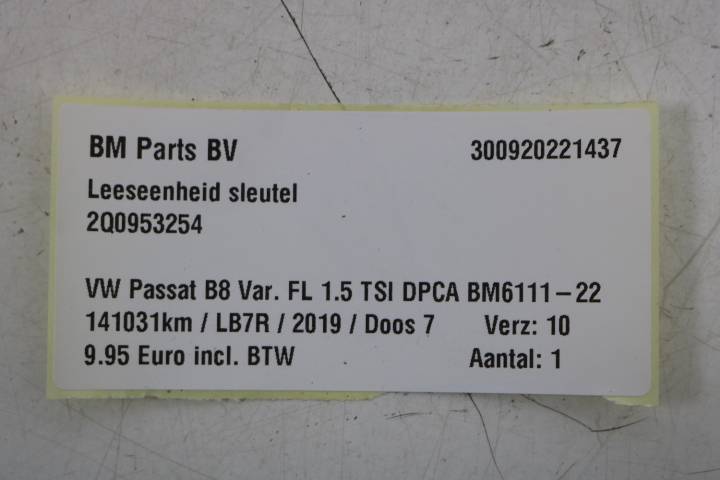 BM Parts BV 300920221437
Leeseenheid sleutel
2Q0953254
VW Passat B8 Var. FL 1.5 TSI DPCA BM6111-22
141031km / LB7R / 2019 / Doos 7 Verz: 10
9.95 Euro incl. BTW Aantal: 1